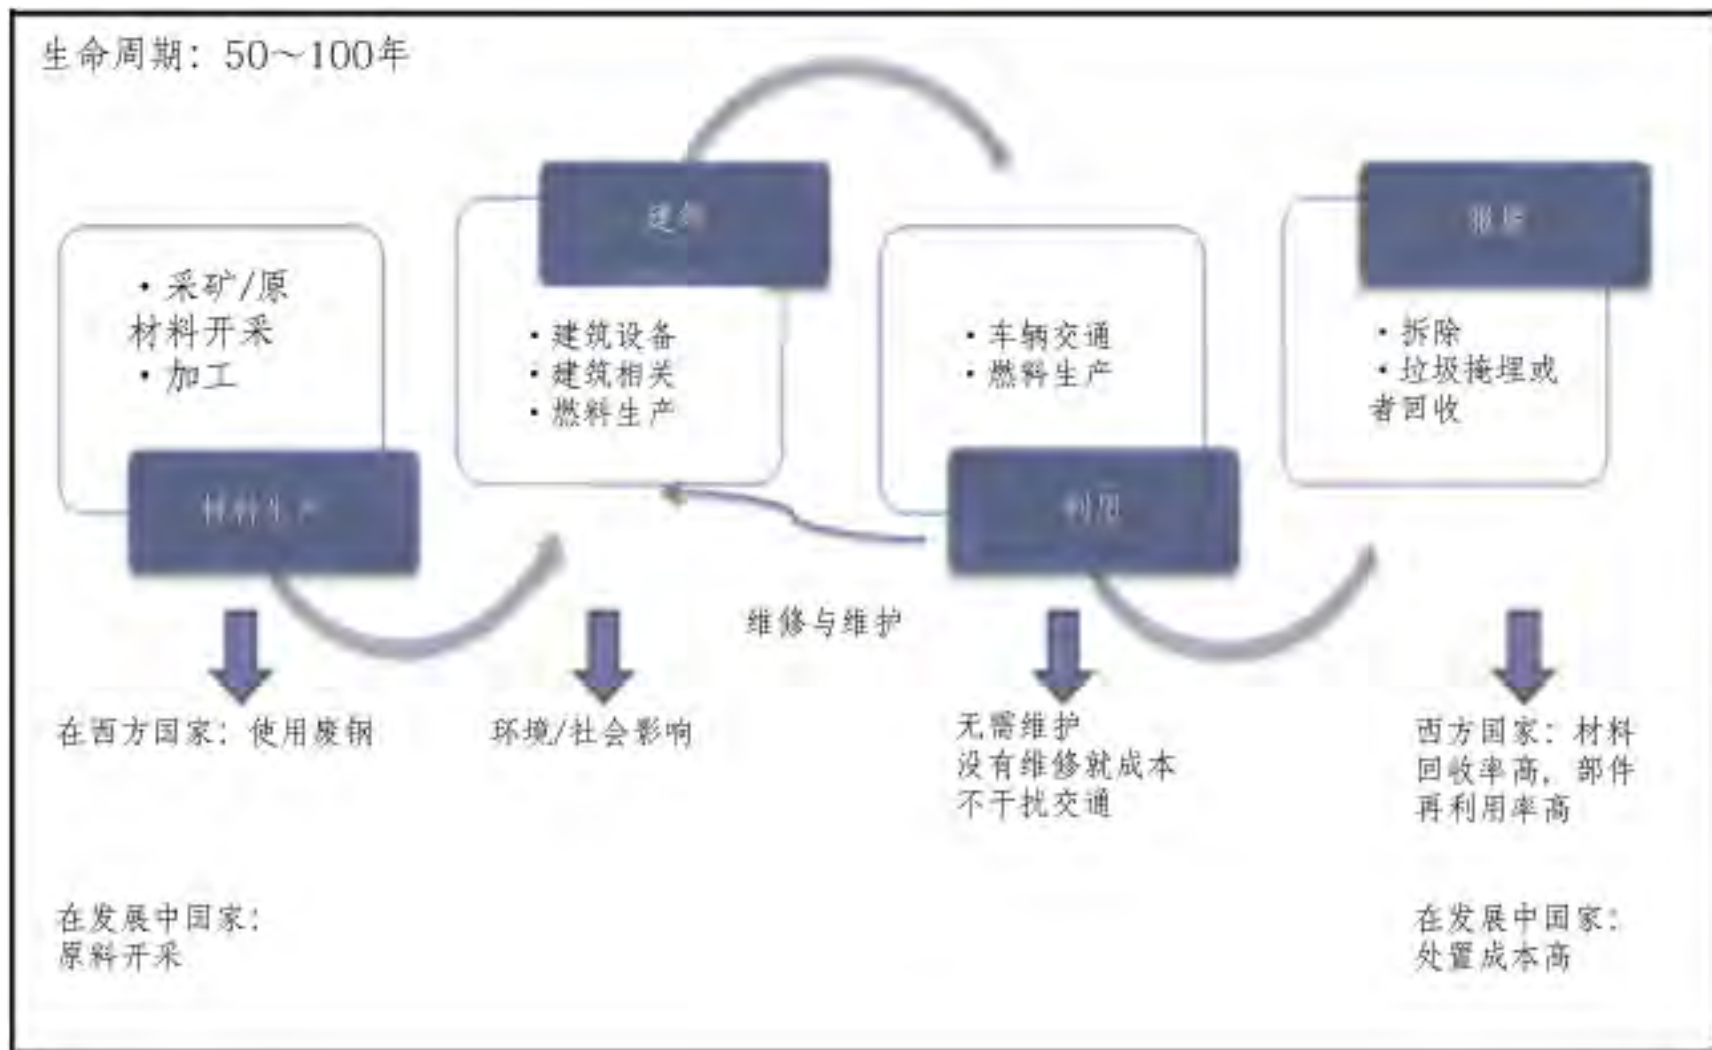 生命周期：50～100年
建筑
• 采矿/原
材料开采
• 加工
材料生产
• 建筑设备
• 建筑相关
• 燃料生产
• 车辆交通
• 燃料生产
利用
• 拆除
• 垃圾掩埋或
者回收
维修与维护
在西方国家：使用废钢
环境/社会影响
无需维护
没有维修就成本
不干扰交通
西方国家：材料
回收率高，部件
再利用率高
在发展中国家：
原料开采
在发展中国家：
处置成本高